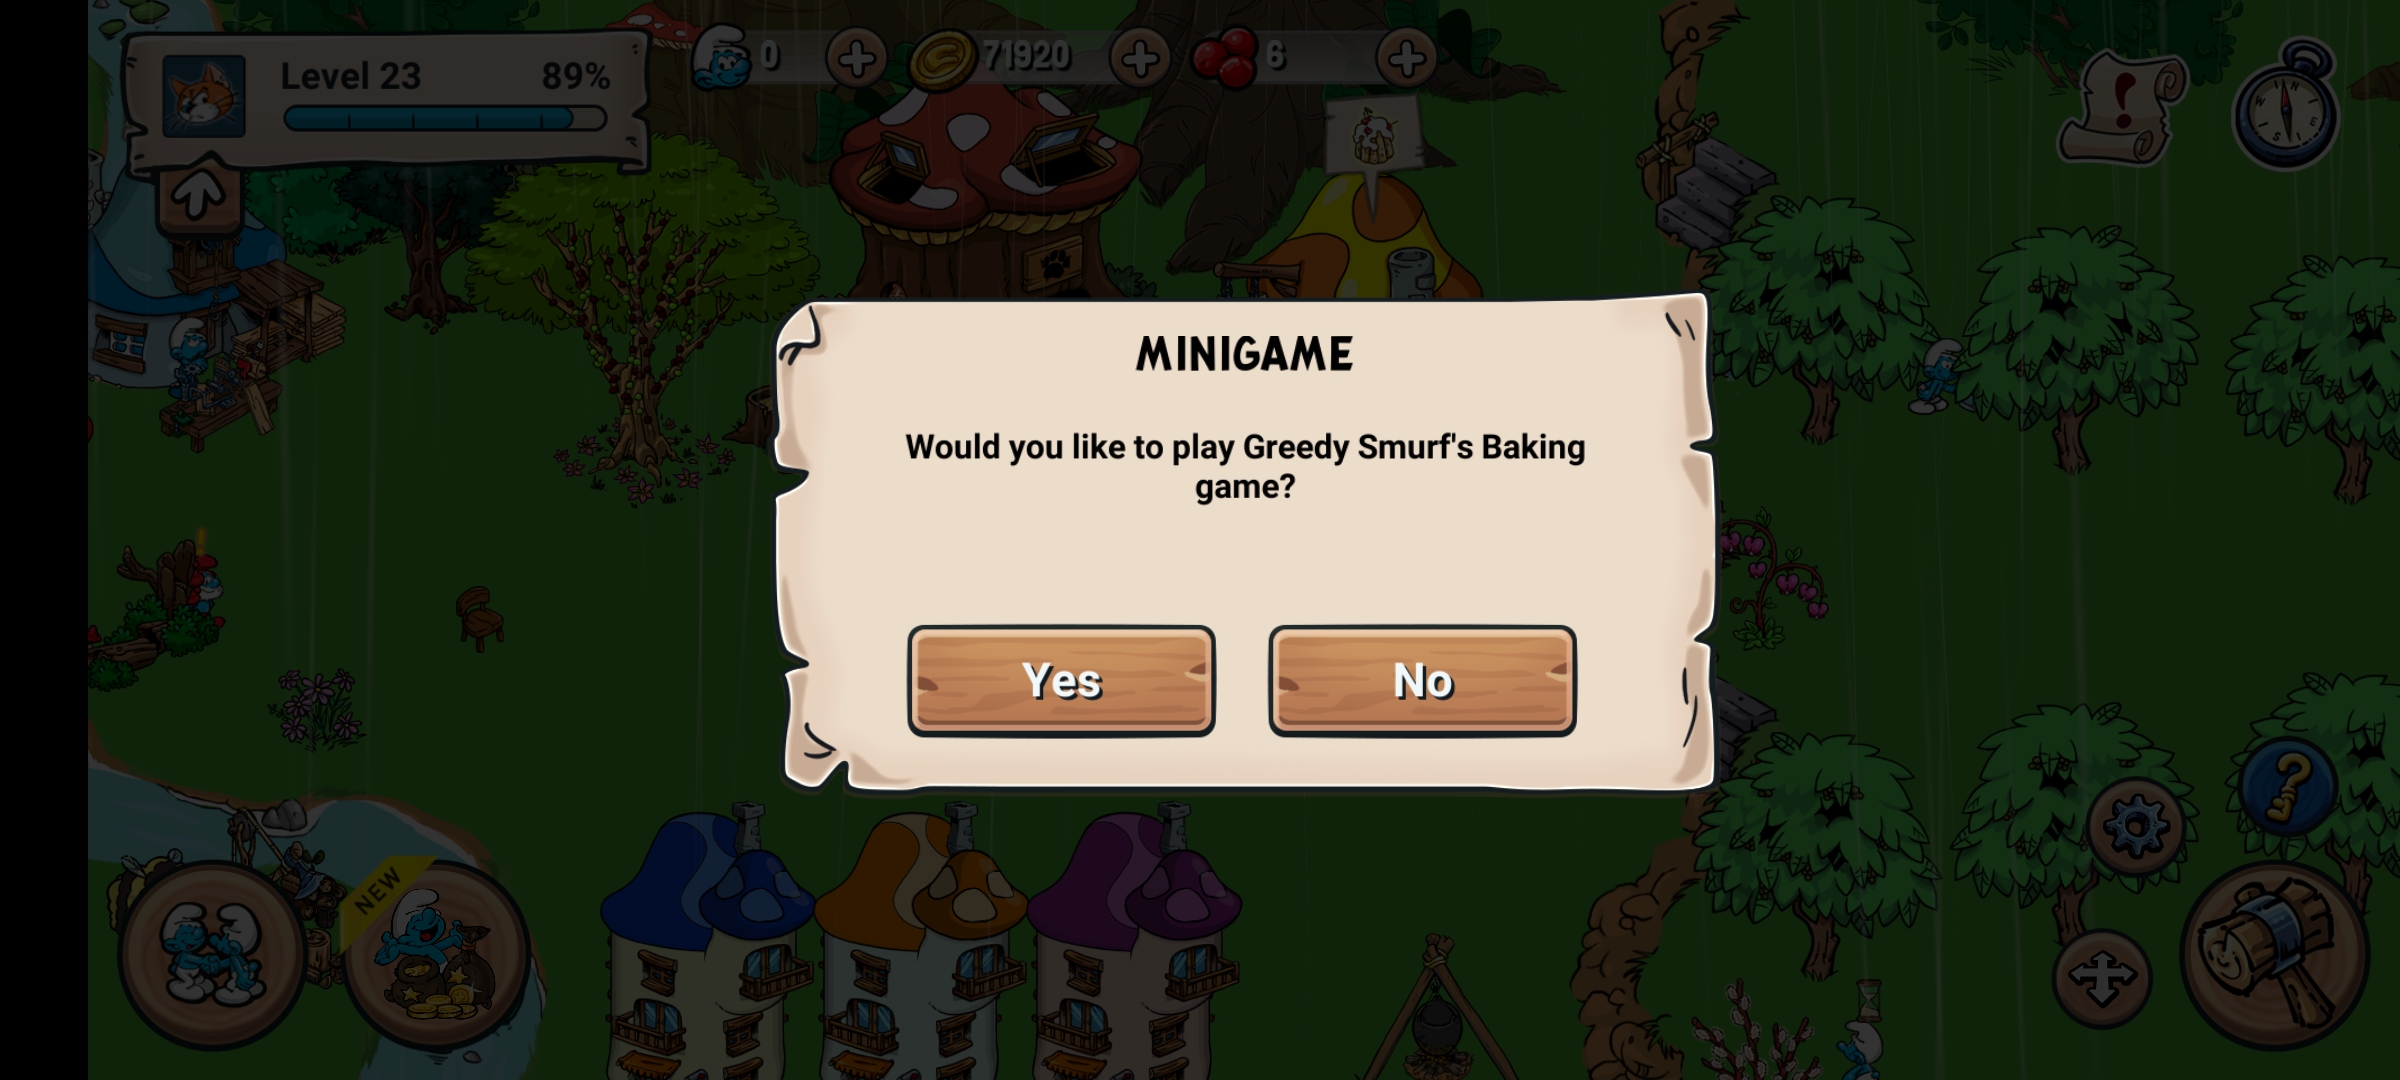 Level 23 89%
0
71920
6
MINIGAME
Would you like to play Greedy Smurf's Baking
game?
Yes No
NEW